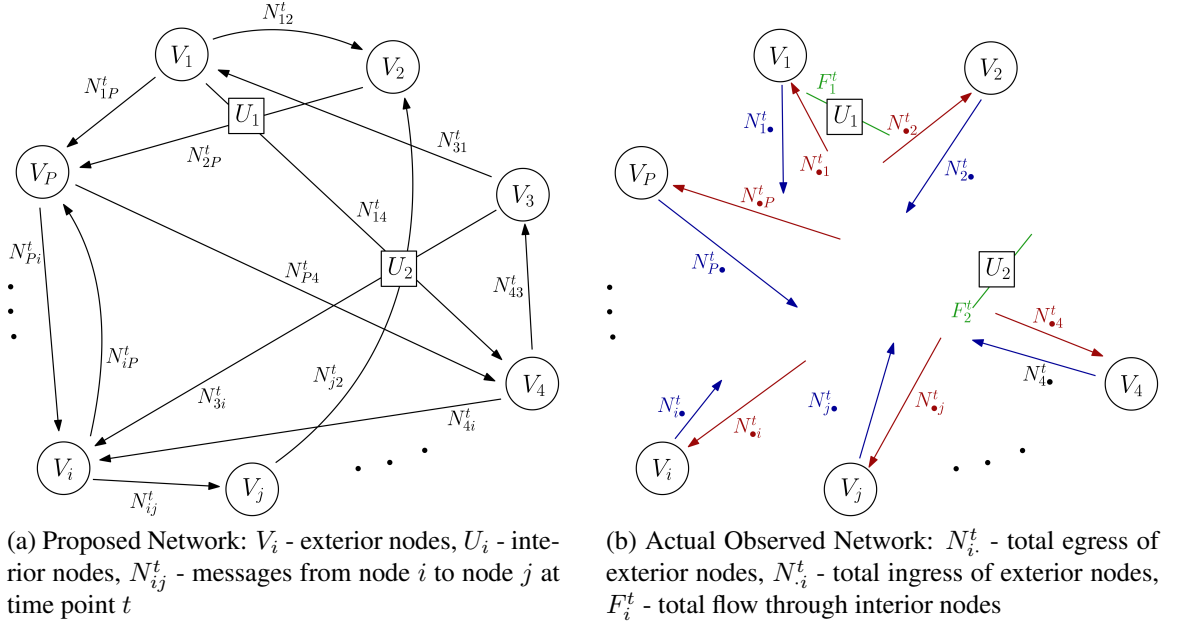 N^t_{12}
V_1
V_2
N^t_{1P}
U_1
N^t_{2P}
N^t_{31}
V_P
V_3
N^t_{14}
N^t_{Pi}
N^t_{P4}
U_2
N^t_{43}
N^t_{iP}
N^t_{j2}
N^t_{3i}
V_4
N^t_{4i}
V_i
N^t_{ij}
V_j
V_1
F^t_1
V_2
U_1
N^t_{1•}
N^t_{•2}
N^t_{•1}
N^t_{2•}
V_P
N^t_{•P}
N^t_{P•}
U_2
F^t_2
N^t_{•4}
N^t_{4•}
V_4
N^t_{i•}
N^t_{j•}
N^t_{•j}
N^t_{•i}
V_i
V_j
(a) Proposed Network: V_i - exterior nodes, U_i - inte-
rior nodes, N^t_{ij} - messages from node i to node j at
time point t
(b) Actual Observed Network: N^t_{i·} - total egress of
exterior nodes, N^t_{·i} - total ingress of exterior nodes,
F^t_i - total flow through interior nodes